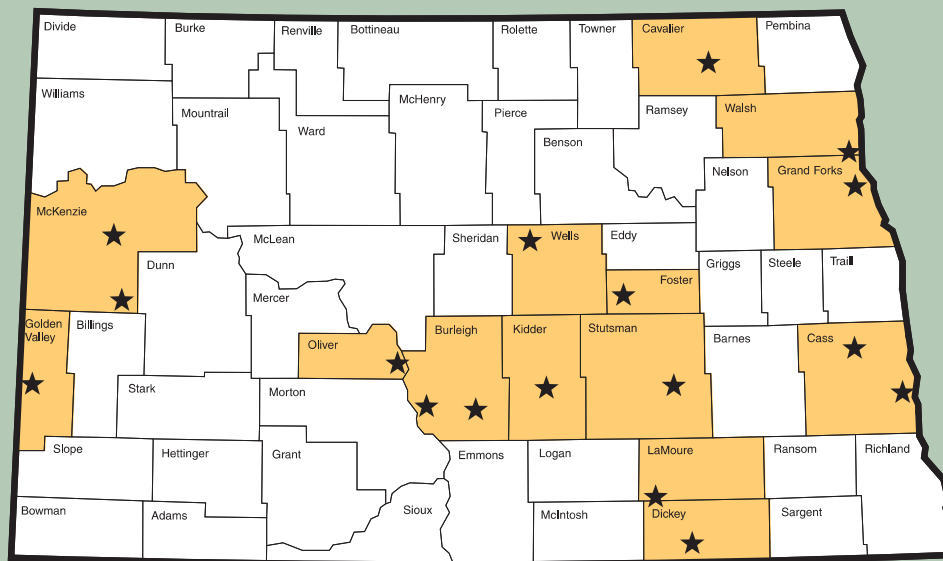 Divide
Burke
Renville
Bottineau
Rolette
Towner
Cavalier
Pembina
Williams
Mountrail
Ward
McHenry
Pierce
Benson
Ramsey
Walsh
Nelson
Grand Forks
McKenzie
Dunn
McLean
Sheridan
Wells
Eddy
Foster
Griggs
Steele
Traill
Mercer
Golden
Valley
Billings
Oliver
Burleigh
Kidder
Stutsman
Barnes
Cass
Stark
Morton
Slope
Hettinger
Grant
Emmons
Logan
LaMoure
Ransom
Richland
Bowman
Adams
Sioux
McIntosh
Dickey
Sargent